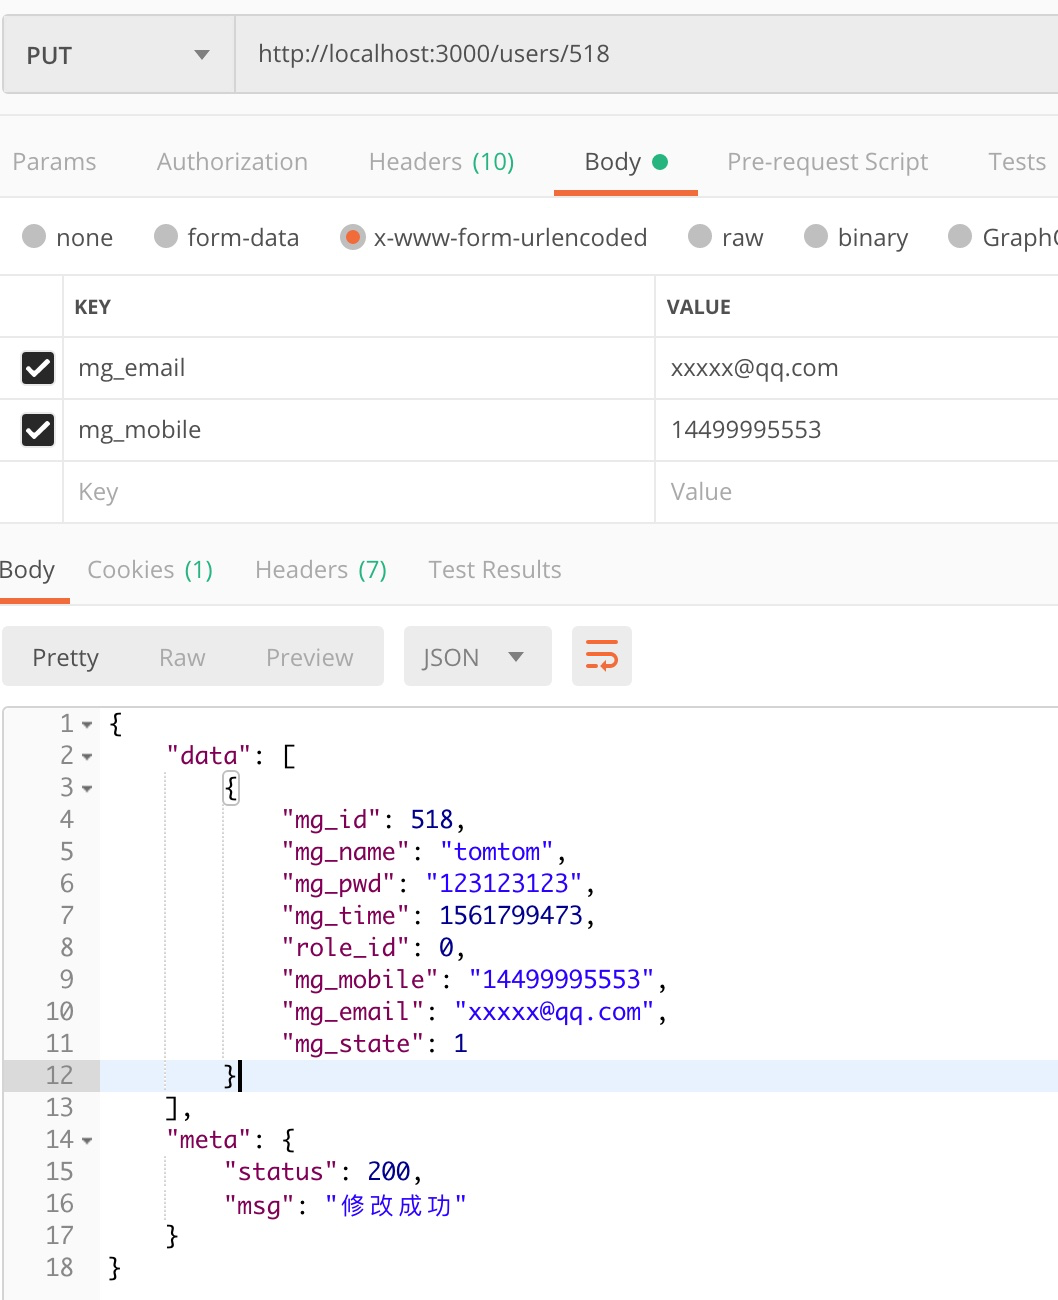 PUT http://localhost:3000/users/518
Params Authorization Headers (10) Body Pre-request Script Tests
none form-data x-www-form-urlencoded raw binary Graph
KEY VALUE
mg_email xxxxx@qq.com
mg_mobile 14499995553
Key Value
Body Cookies (1) Headers (7) Test Results
Pretty Raw Preview JSON
1 {
2 "data": [
3 {
4 "mg_id": 518,
5 "mg_name": "tomtom",
6 "mg_pwd": "123123123",
7 "mg_time": 1561799473,
8 "role_id": 0,
9 "mg_mobile": "14499995553",
10 "mg_email": "xxxxx@qq.com",
11 "mg_state": 1
12 }
13 ],
14 "meta": {
15 "status": 200,
16 "msg": "修改成功"
17 }
18 }